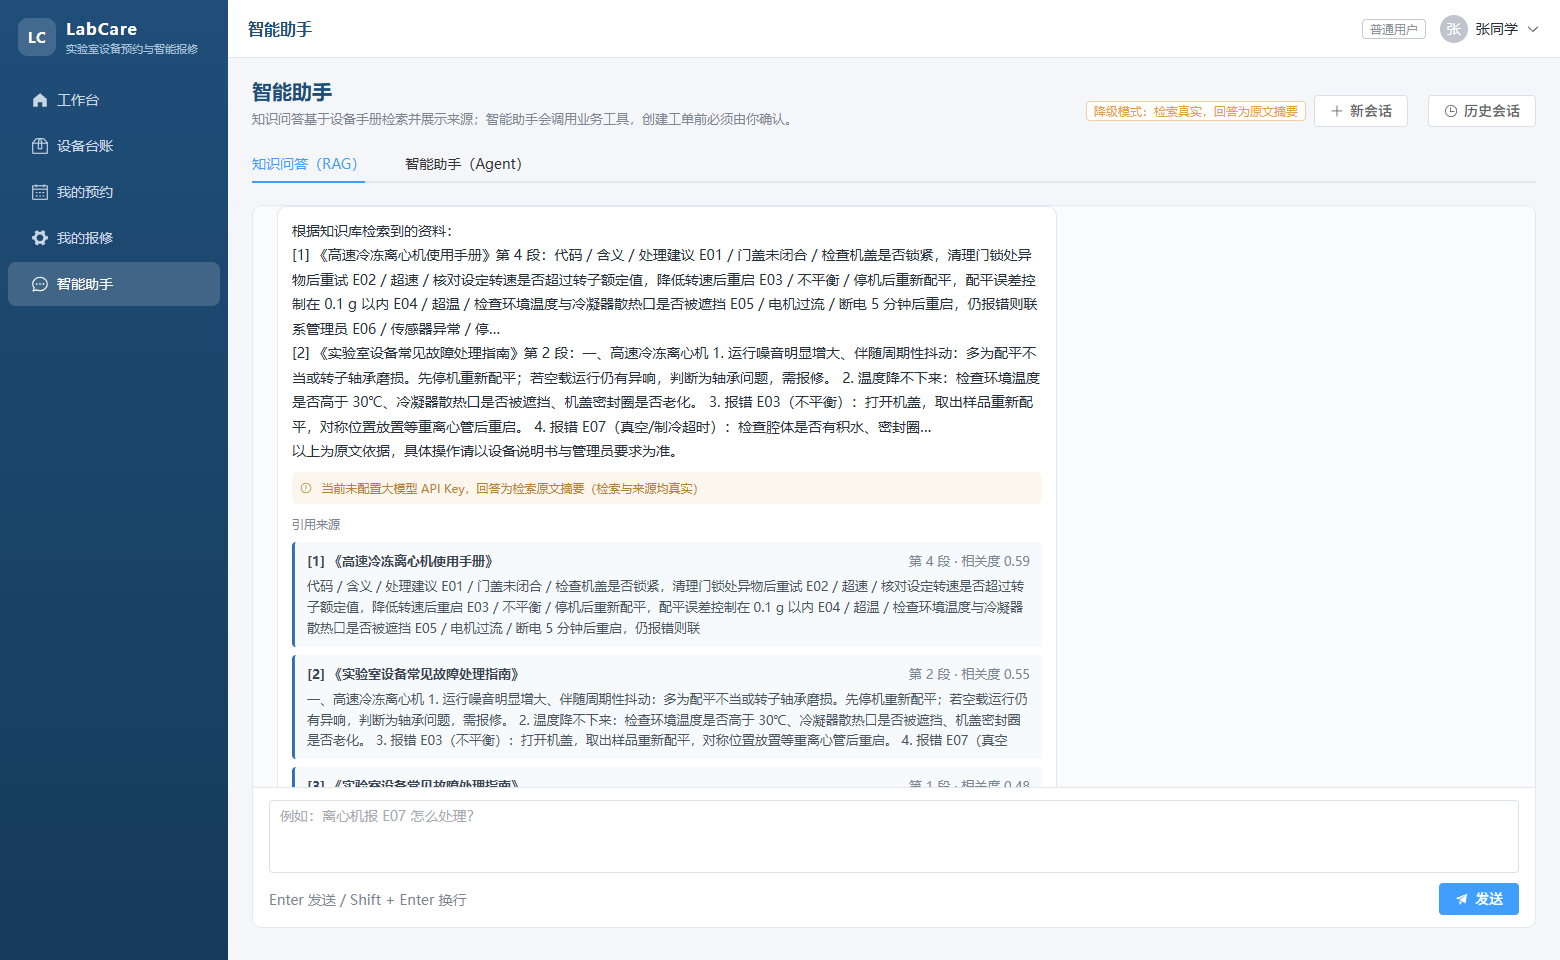 LC
LabCare
实验室设备预约与智能报修
工作台
设备台账
我的预约
我的报修
智能助手
智能助手
普通用户
张
张同学
智能助手
知识问答基于设备手册检索并展示来源；智能助手会调用业务工具，创建工单前必须由你确认。
降级模式：检索真实，回答为原文摘要
新会话
历史会话
知识问答（RAG）
智能助手（Agent）
根据知识库检索到的资料：
[1] 《高速冷冻离心机使用手册》第 4 段：代码 / 含义 / 处理建议 E01 / 门盖未闭合 / 检查机盖是否锁紧，清理门锁处异
物后重试 E02 / 超速 / 核对设定转速是否超过转子额定值，降低转速后重启 E03 / 不平衡 / 停机后重新配平，配平误差控
制在 0.1 g 以内 E04 / 超温 / 检查环境温度与冷凝器散热口是否被遮挡 E05 / 电机过流 / 断电 5 分钟后重启，仍报错则联
系管理员 E06 / 传感器异常 / 停...
[2] 《实验室设备常见故障处理指南》第 2 段：一、高速冷冻离心机 1. 运行噪音明显增大、伴随周期性抖动：多为配平不
当或转子轴承磨损。先停机重新配平；若空载运行仍有异响，判断为轴承问题，需报修。 2. 温度降不下来：检查环境温度
是否高于 30℃、冷凝器散热口是否被遮挡、机盖密封圈是否老化。 3. 报错 E03（不平衡）：打开机盖，取出样品重新配
平，对称位置放置等重离心管后重启。 4. 报错 E07（真空/制冷超时）：检查腔体是否有积水、密封圈...
以上为原文依据，具体操作请以设备说明书与管理员要求为准。
当前未配置大模型 API Key，回答为检索原文摘要（检索与来源均真实）
引用来源
[1] 《高速冷冻离心机使用手册》
第 4 段 · 相关度 0.59
代码 / 含义 / 处理建议 E01 / 门盖未闭合 / 检查机盖是否锁紧，清理门锁处异物后重试 E02 / 超速 / 核对设定转速是否超过转
子额定值，降低转速后重启 E03 / 不平衡 / 停机后重新配平，配平误差控制在 0.1 g 以内 E04 / 超温 / 检查环境温度与冷凝器
散热口是否被遮挡 E05 / 电机过流 / 断电 5 分钟后重启，仍报错则联
[2] 《实验室设备常见故障处理指南》
第 2 段 · 相关度 0.55
一、高速冷冻离心机 1. 运行噪音明显增大、伴随周期性抖动：多为配平不当或转子轴承磨损。先停机重新配平；若空载运行仍
有异响，判断为轴承问题，需报修。 2. 温度降不下来：检查环境温度是否高于 30℃、冷凝器散热口是否被遮挡、机盖密封圈
是否老化。 3. 报错 E03（不平衡）：打开机盖，取出样品重新配平，对称位置放置等重离心管后重启。 4. 报错 E07（真空
[3] 《实验室设备常见故障处理指南》
第 1 段 · 相关度 0.48
例如：离心机报 E07 怎么处理？
Enter 发送 / Shift + Enter 换行
发送